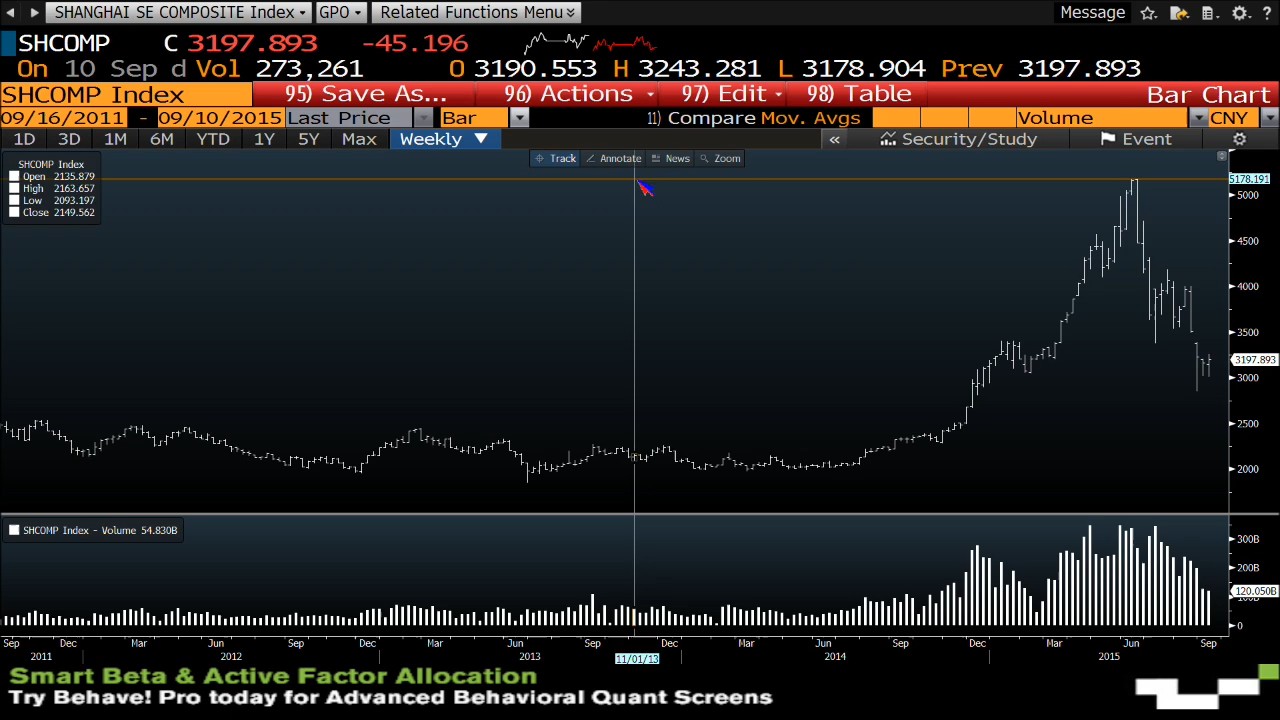 SHANGHAI SE COMPOSITE Index GPO Related Functions Menu Message ?
SHCOMP C 3197.893 -45.196
On 10 Sep d Vol 273,261 O 3190.553 H 3243.281 L 3178.904 Prev 3197.893
SHCOMP Index 95) Save As... 96) Actions 97) Edit 98) Table Bar Chart
09/16/2011 - 09/10/2015 Last Price Bar 11) Compare Mov. Avgs Volume CNY
1D 3D 1M 6M YTD 1Y 5Y Max Weekly « Security/Study Event
Track Annotate News Zoom
SHCOMP Index
Open 2135.879
High 2163.657
Low 2093.197
Close 2149.562
5178.191
5000
4500
4000
3500
3197.893
3000
2500
2000
SHCOMP Index - Volume 54.830B
300B
200B
120.050B
0
Sep Dec Mar Jun Sep Dec Mar Jun Sep Dec Mar Jun Sep Dec Mar Jun Sep
2011 2012 2013 11/01/13 2014 2015
Smart Beta & Active Factor Allocation
Try Behave! Pro today for Advanced Behavioral Quant Screens